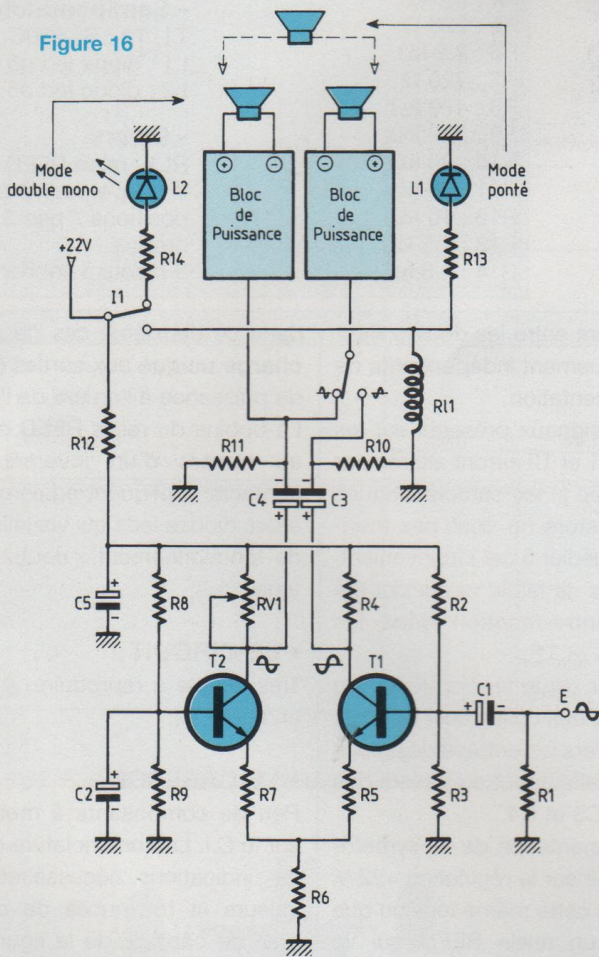 Figure 16
Mode
double mono
L2
Bloc
de
Puissance
Bloc
de
Puissance
L1
Mode
ponté
+22V
R14
R13
I1
R12
R11
R10
Rl1
C4
C3
C5
R8
RV1
R4
R2
T2
T1
C1
E
C2
R9
R7
R5
R3
R1
R6